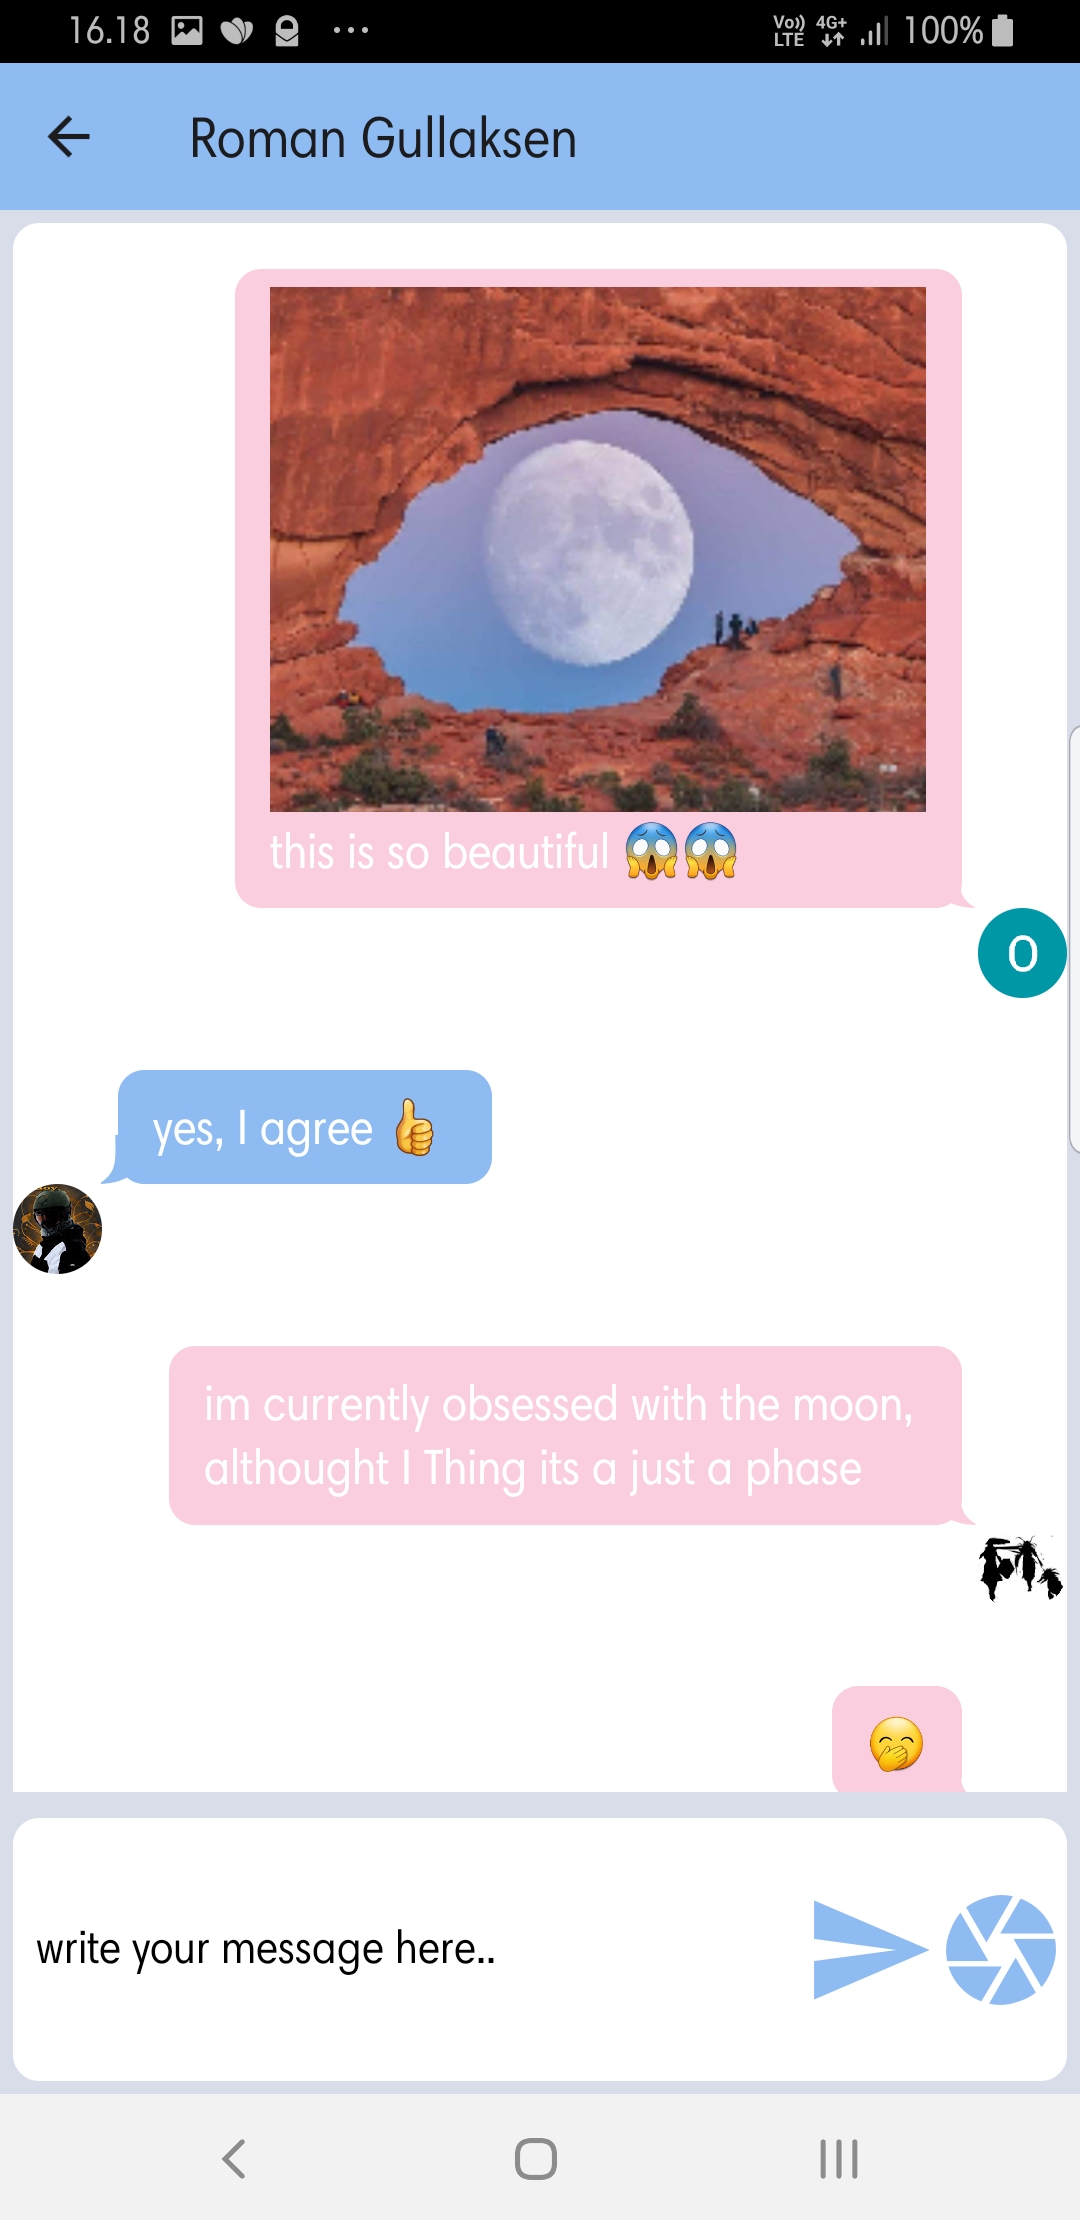 16.18
Vo)) LTE 4G+ 100%
Roman Gullaksen
this is so beautiful 😱😱
O
yes, I agree 👍
im currently obsessed with the moon,
althought I Thing its a just a phase
🤭
write your message here..